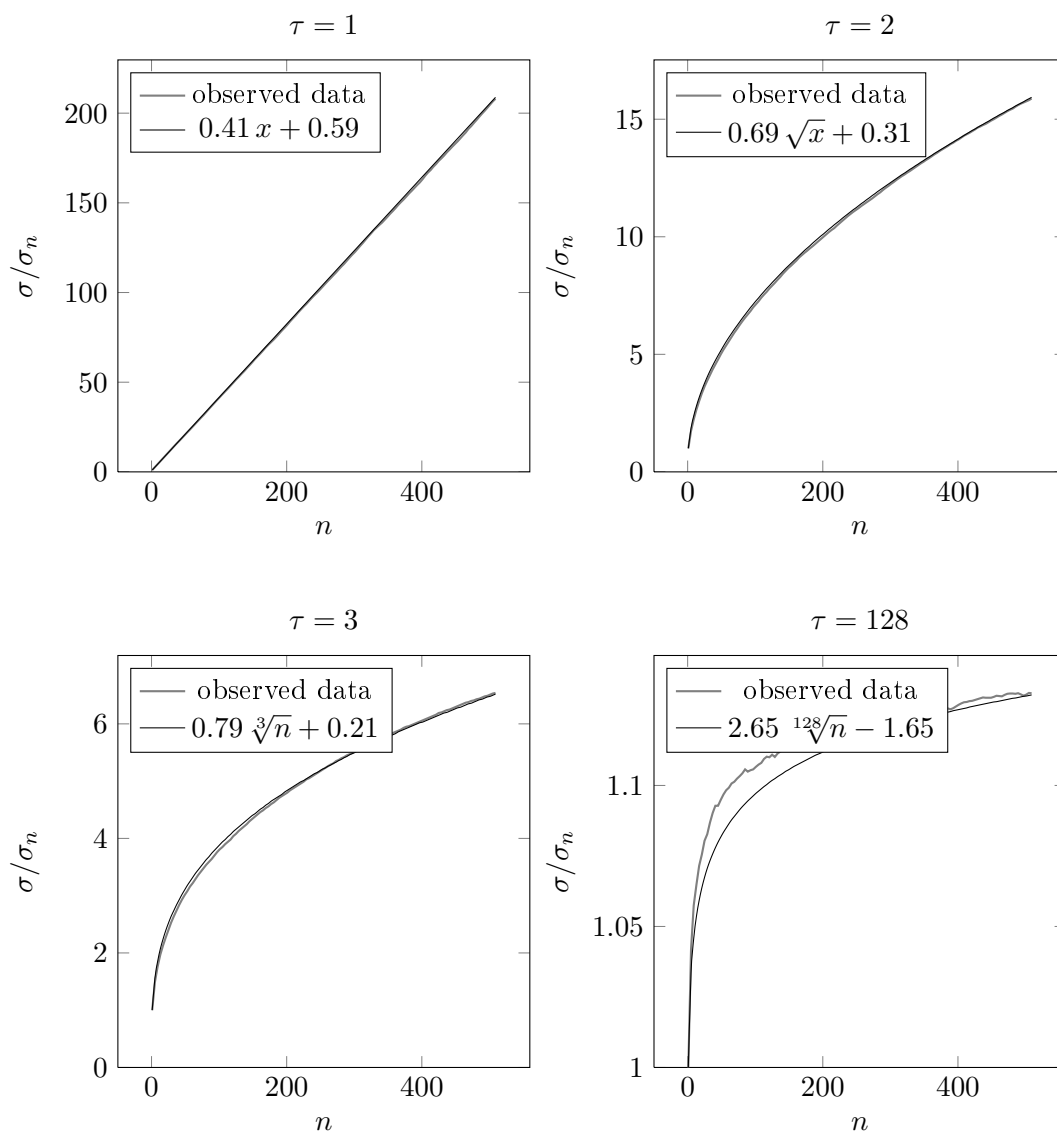 τ = 1
observed data
0.41 x + 0.59
200
150
100
50
0
σ/σn
0 200 400
n
τ = 2
observed data
0.69 √x + 0.31
15
10
5
0
σ/σn
0 200 400
n
τ = 3
observed data
0.79 ∛n + 0.21
6
4
2
0
σ/σn
0 200 400
n
τ = 128
observed data
2.65 ¹²⁸√n − 1.65
1.1
1.05
1
σ/σn
0 200 400
n